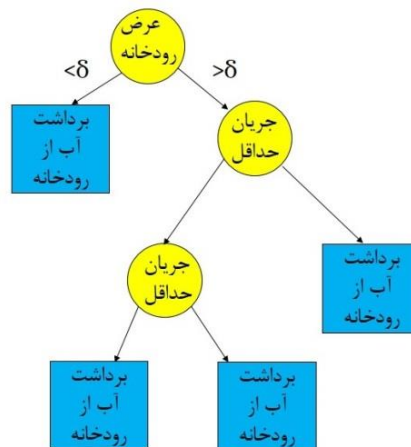 عرض
رودخانه
<δ
>δ
برداشت
آب از
رودخانه
جریان
حداقل
جریان
حداقل
برداشت
آب از
رودخانه
برداشت
آب از
رودخانه
برداشت
آب از
رودخانه